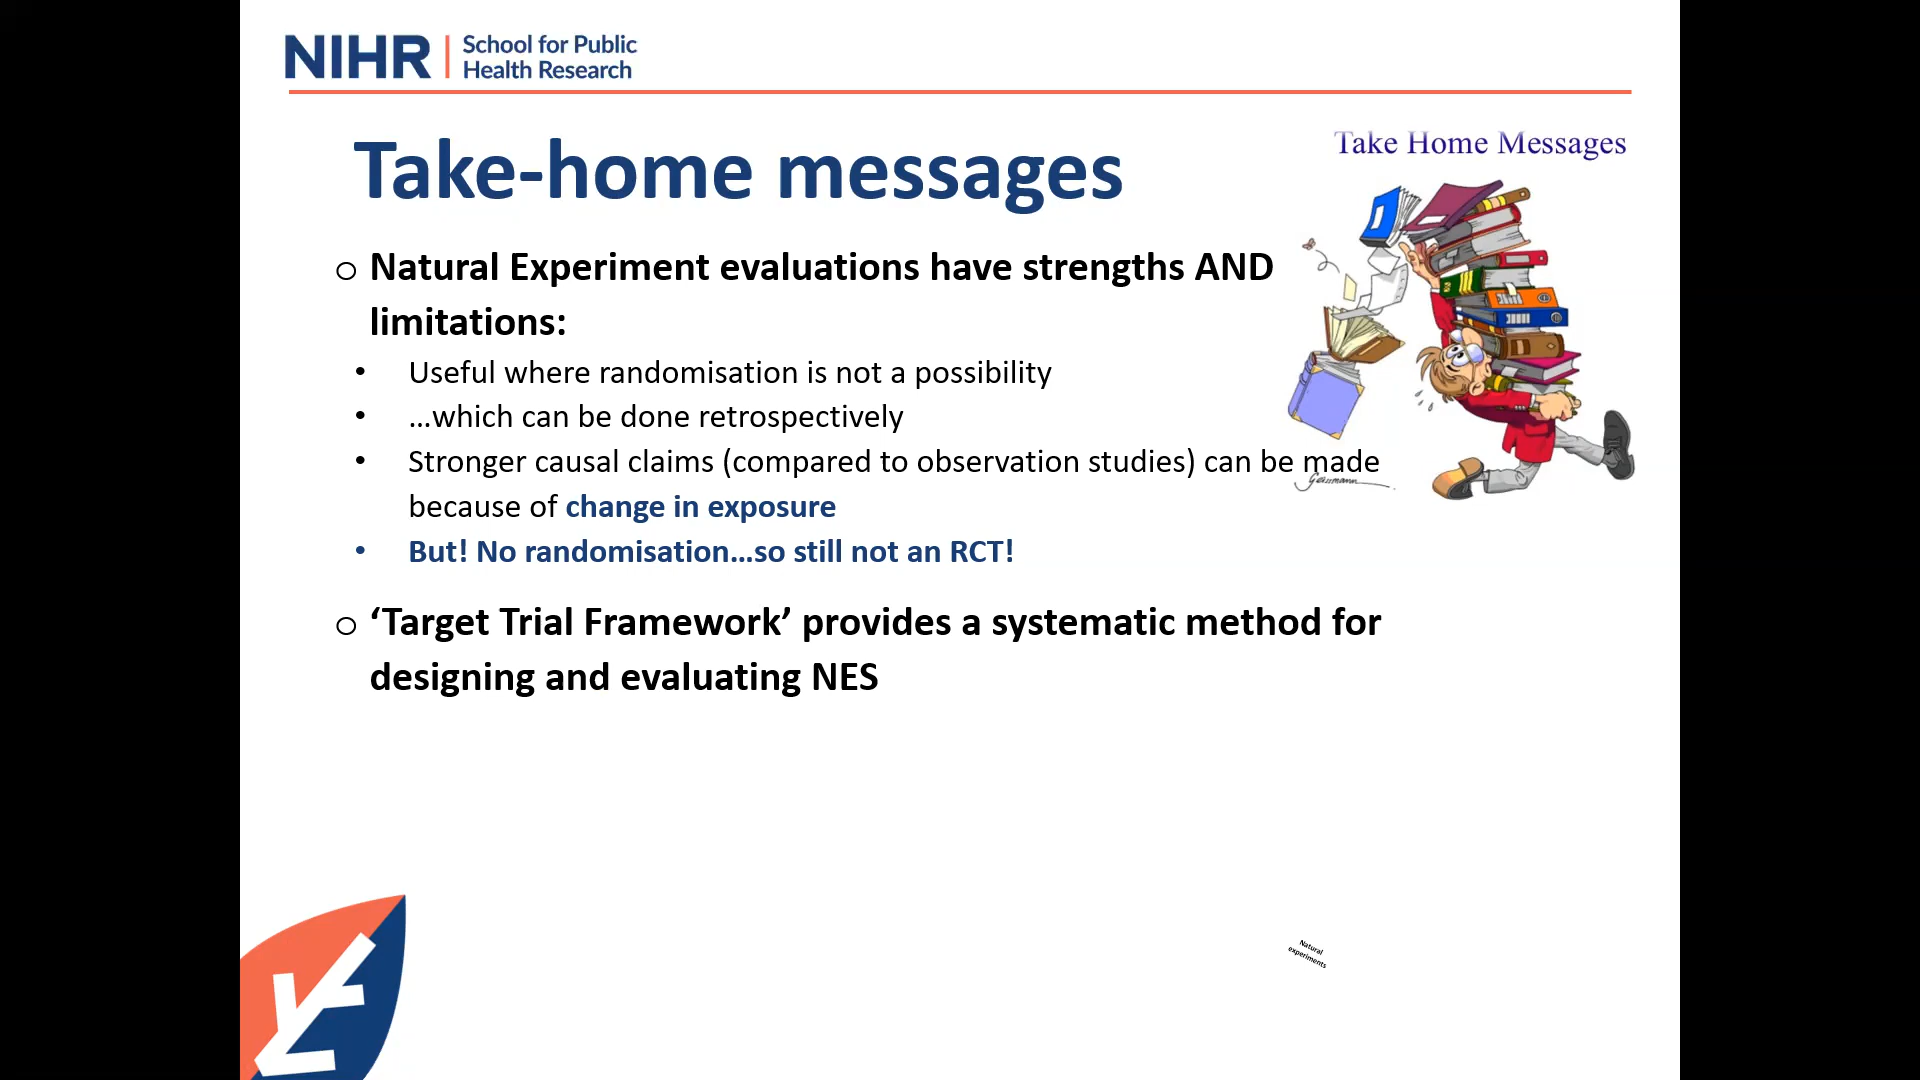 NIHR | School for Public
Health Research
Take-home messages
Take Home Messages
o Natural Experiment evaluations have strengths AND
limitations:
• Useful where randomisation is not a possibility
• …which can be done retrospectively
• Stronger causal claims (compared to observation studies) can be made
because of change in exposure
• But! No randomisation…so still not an RCT!
o ‘Target Trial Framework’ provides a systematic method for
designing and evaluating NES
Natural
experiments